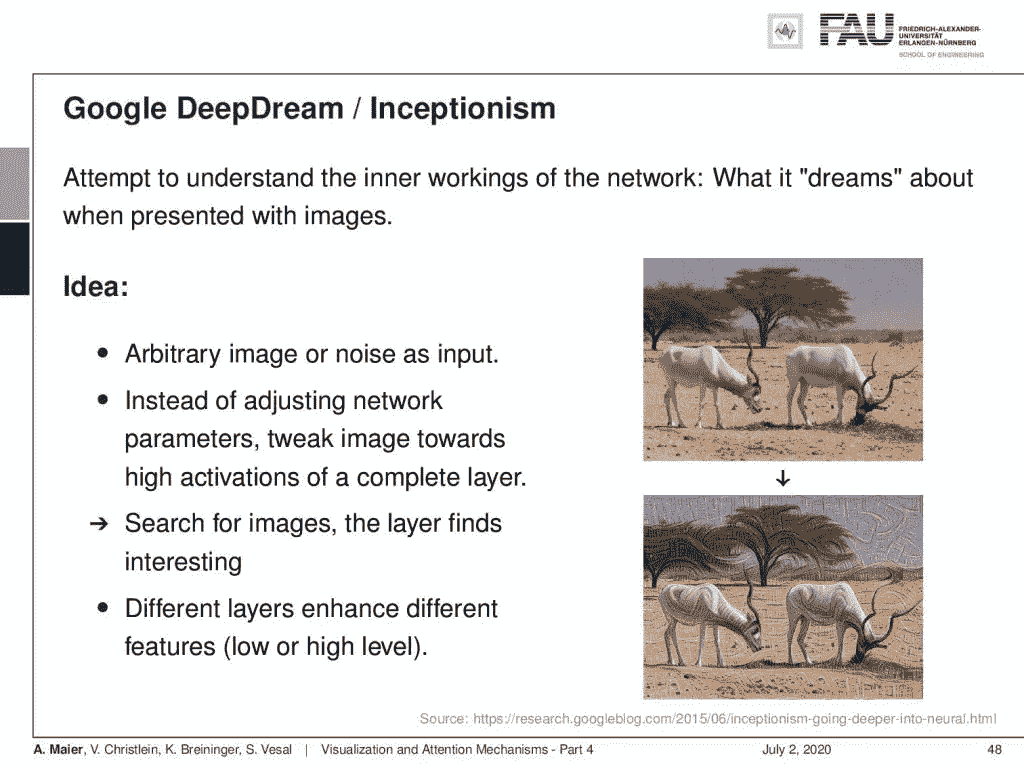 FAU
FRIEDRICH-ALEXANDER-
UNIVERSITÄT
ERLANGEN-NÜRNBERG
SCHOOL OF ENGINEERING
Google DeepDream / Inceptionism
Attempt to understand the inner workings of the network: What it "dreams" about
when presented with images.
Idea:
• Arbitrary image or noise as input.
• Instead of adjusting network
parameters, tweak image towards
high activations of a complete layer.
➔ Search for images, the layer finds
interesting
• Different layers enhance different
features (low or high level).
Source: https://research.googleblog.com/2015/06/inceptionism-going-deeper-into-neural.html
A. Maier, V. Christlein, K. Breininger, S. Vesal | Visualization and Attention Mechanisms - Part 4 July 2, 2020 48